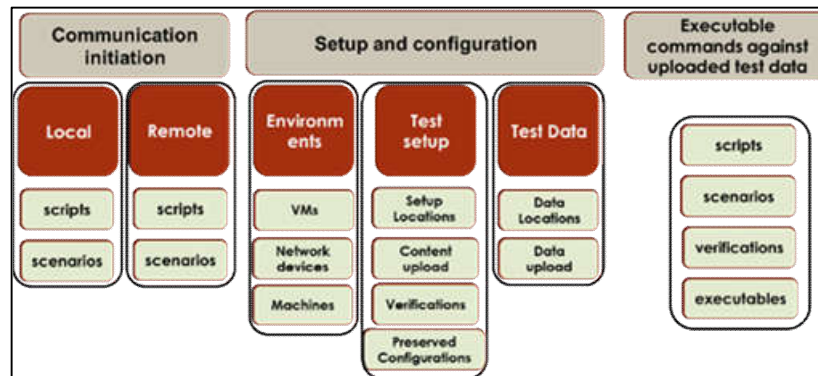 Communication
initiation
Setup and configuration
Executable
commands against
uploaded test data
Local
Remote
Environm
ents
Test
setup
Test Data
scripts
scenarios
scripts
scenarios
VMs
Network
devices
Machines
Setup
Locations
Content
upload
Verifications
Preserved
Configurations
Data
Locations
Data
upload
scripts
scenarios
verifications
executables